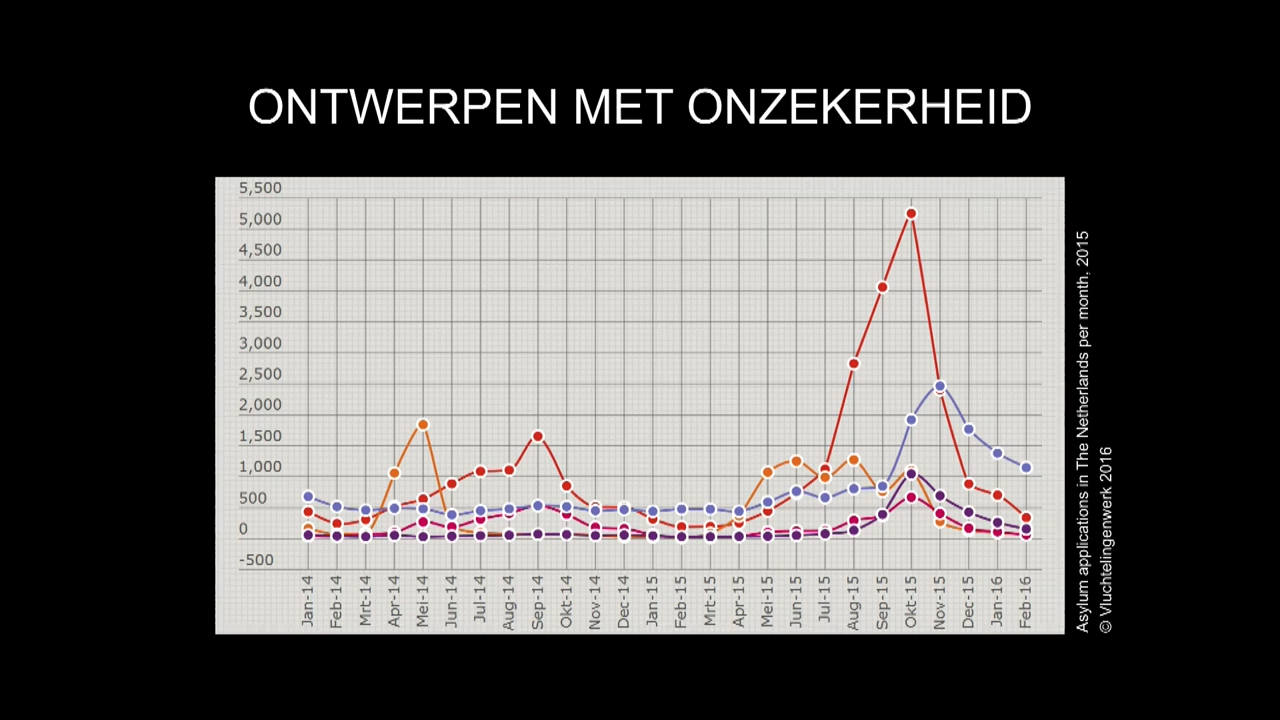 ONTWERPEN MET ONZEKERHEID
5,500
5,000
4,500
4,000
3,500
3,000
2,500
2,000
1,500
1,000
500
0
-500
Jan-14
Feb-14
Mrt-14
Apr-14
Mei-14
Jun-14
Jul-14
Aug-14
Sep-14
Okt-14
Nov-14
Dec-14
Jan-15
Feb-15
Mrt-15
Apr-15
Mei-15
Jun-15
Jul-15
Aug-15
Sep-15
Okt-15
Nov-15
Dec-15
Jan-16
Feb-16
Asylum applications in The Netherlands per month, 2015
© Vluchtelingenwerk 2016